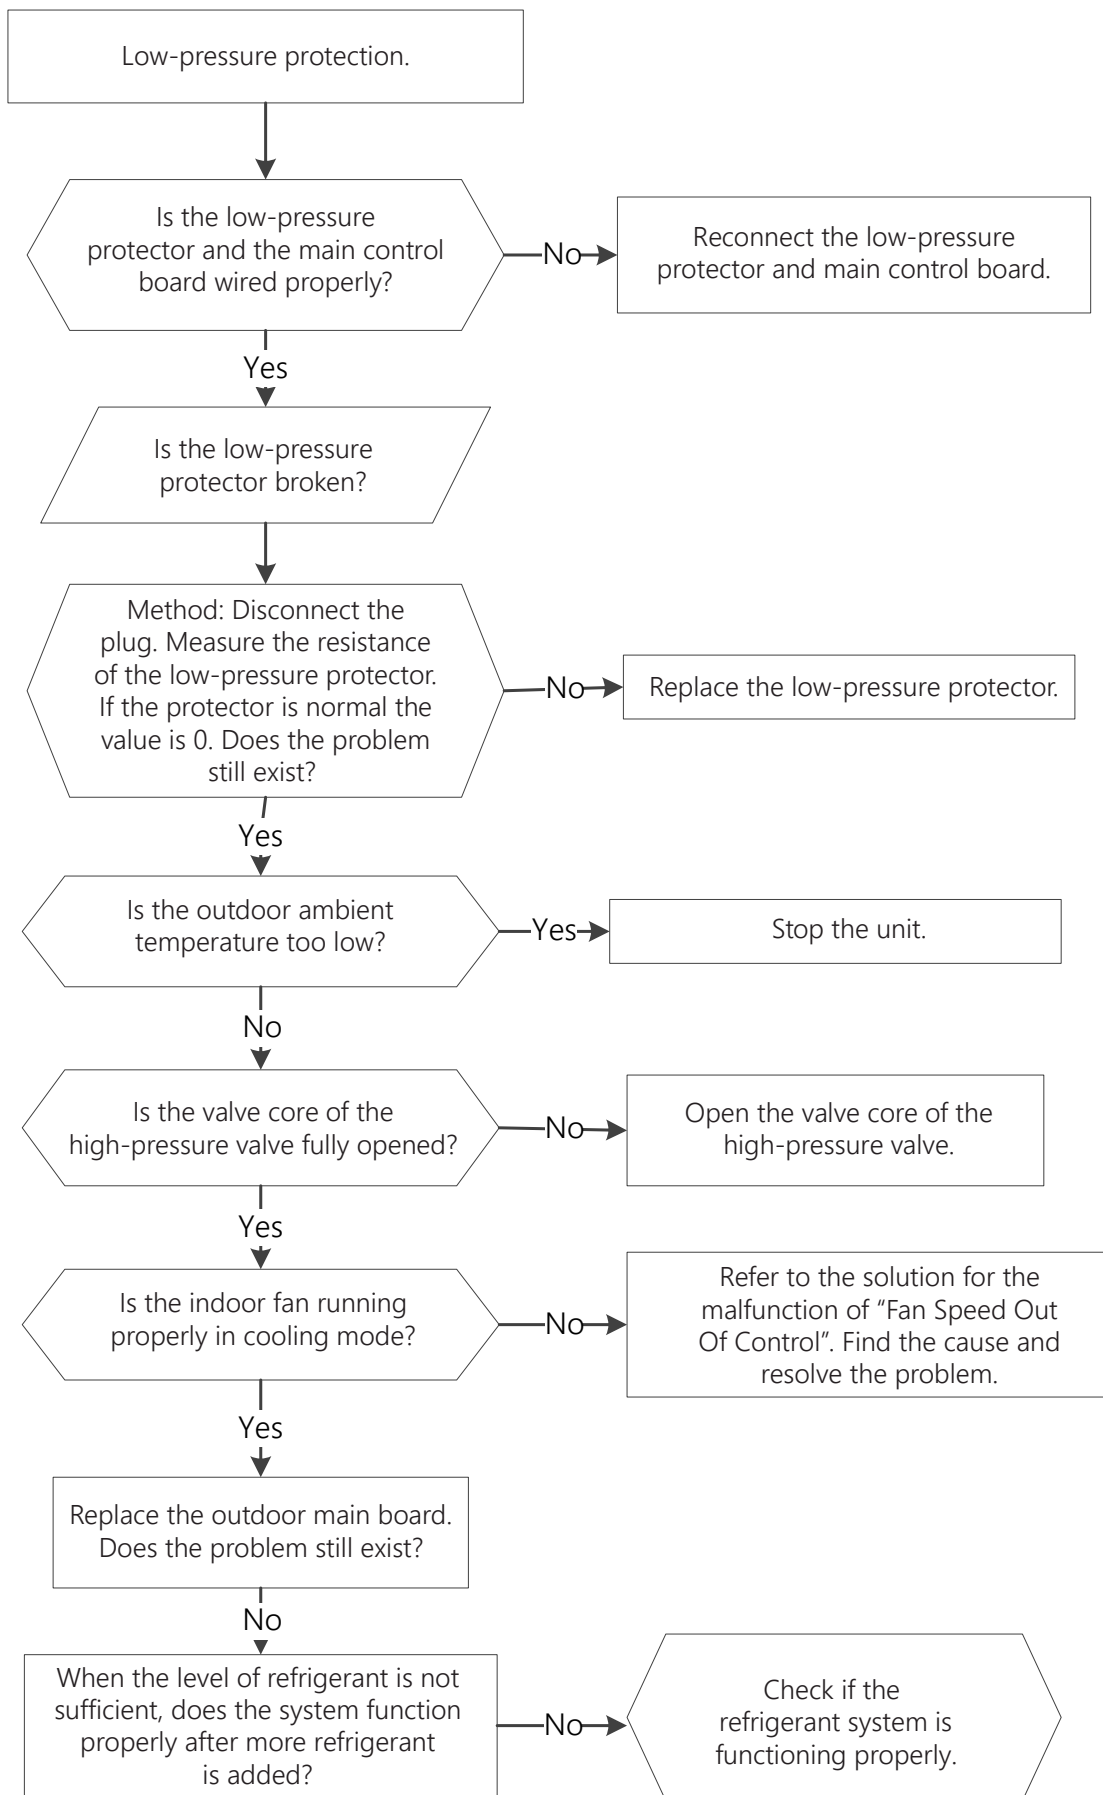 Low-pressure protection.
Is the low-pressure
protector and the main control
board wired properly?
No
Reconnect the low-pressure
protector and main control board.
Yes
Is the low-pressure
protector broken?
Method: Disconnect the
plug. Measure the resistance
of the low-pressure protector.
If the protector is normal the
value is 0. Does the problem
still exist?
No
Replace the low-pressure protector.
Yes
Is the outdoor ambient
temperature too low?
Yes
Stop the unit.
No
Is the valve core of the
high-pressure valve fully opened?
No
Open the valve core of the
high-pressure valve.
Yes
Is the indoor fan running
properly in cooling mode?
No
Refer to the solution for the
malfunction of “Fan Speed Out
Of Control”. Find the cause and
resolve the problem.
Yes
Replace the outdoor main board.
Does the problem still exist?
No
When the level of refrigerant is not
sufficient, does the system function
properly after more refrigerant
is added?
No
Check if the
refrigerant system is
functioning properly.